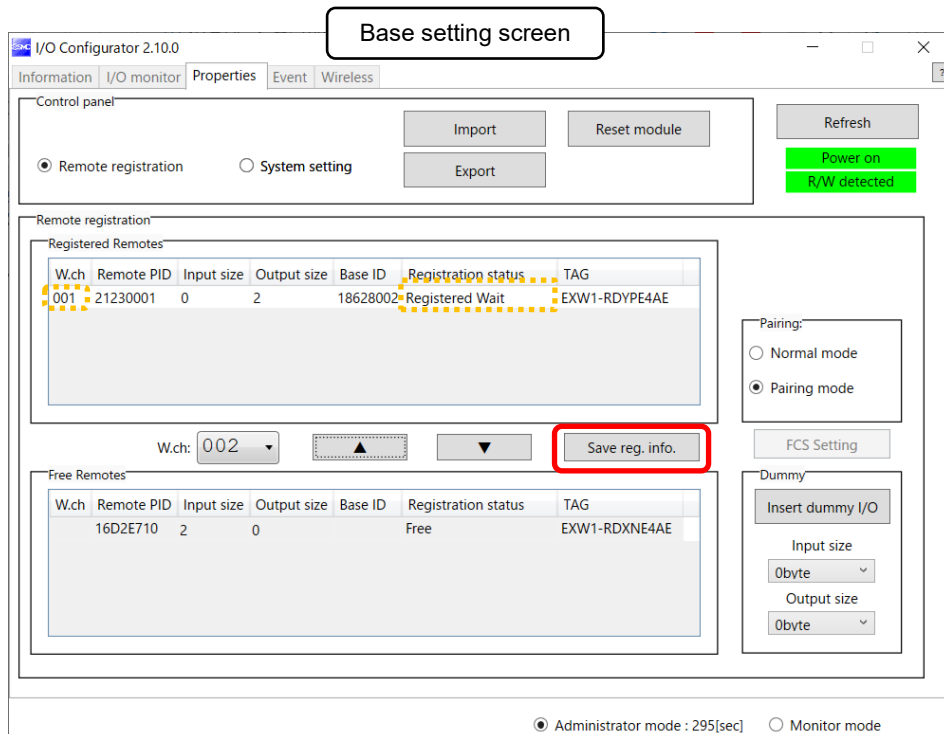 Base setting screen
SMC I/O Configurator 2.10.0
Information I/O monitor Properties Event Wireless
?
Control panel
Import Reset module Refresh
Remote registration System setting Export
Power on
R/W detected
Remote registration
Registered Remotes
W.ch Remote PID Input size Output size Base ID Registration status TAG
001 21230001 0 2 18628002 Registered Wait EXW1-RDYPE4AE
Pairing:
Normal mode
Pairing mode
W.ch: 002 ▲ ▼ Save reg. info. FCS Setting
Free Remotes
W.ch Remote PID Input size Output size Base ID Registration status TAG
16D2E710 2 0 Free EXW1-RDXNE4AE
Dummy
Insert dummy I/O
Input size
0byte
Output size
0byte
Administrator mode : 295[sec] Monitor mode